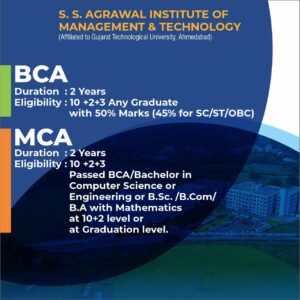 S. S. AGRAWAL INSTITUTE OF
MANAGEMENT & TECHNOLOGY
(Affiliated to Gujarat Technological University, Ahmedabad)
BCA
Duration : 2 Years
Eligibility : 10 +2+3 Any Graduate
with 50% Marks (45% for SC/ST/OBC)
MCA
Duration : 2 Years
Eligibility : 10 +2+3
Passed BCA/Bachelor in
Computer Science or
Engineering or B.Sc. /B.Com/
B.A with Mathematics
at 10+2 level or
at Graduation level.